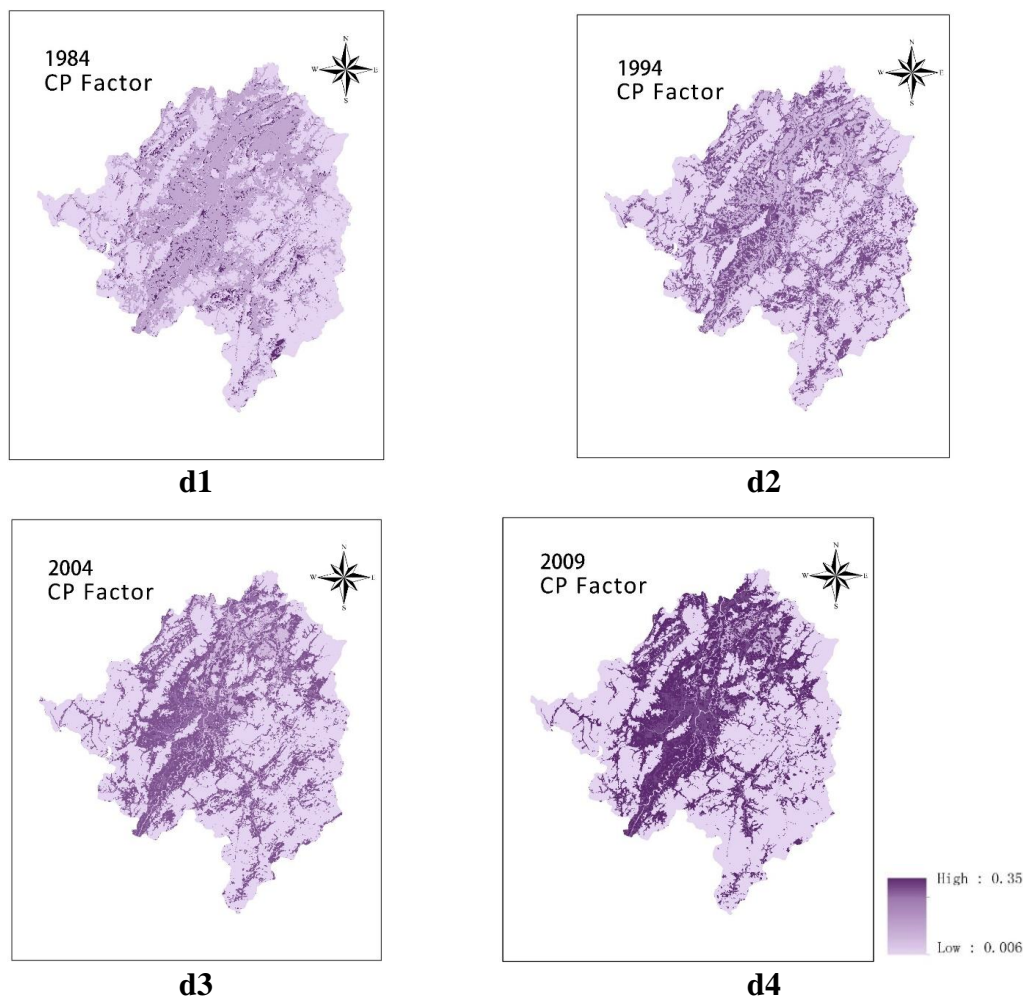 1984
CP Factor
N
W
E
S
d1
1994
CP Factor
N
W
E
S
d2
2004
CP Factor
N
W
E
S
d3
2009
CP Factor
N
W
E
S
High : 0.35
Low : 0.006
d4